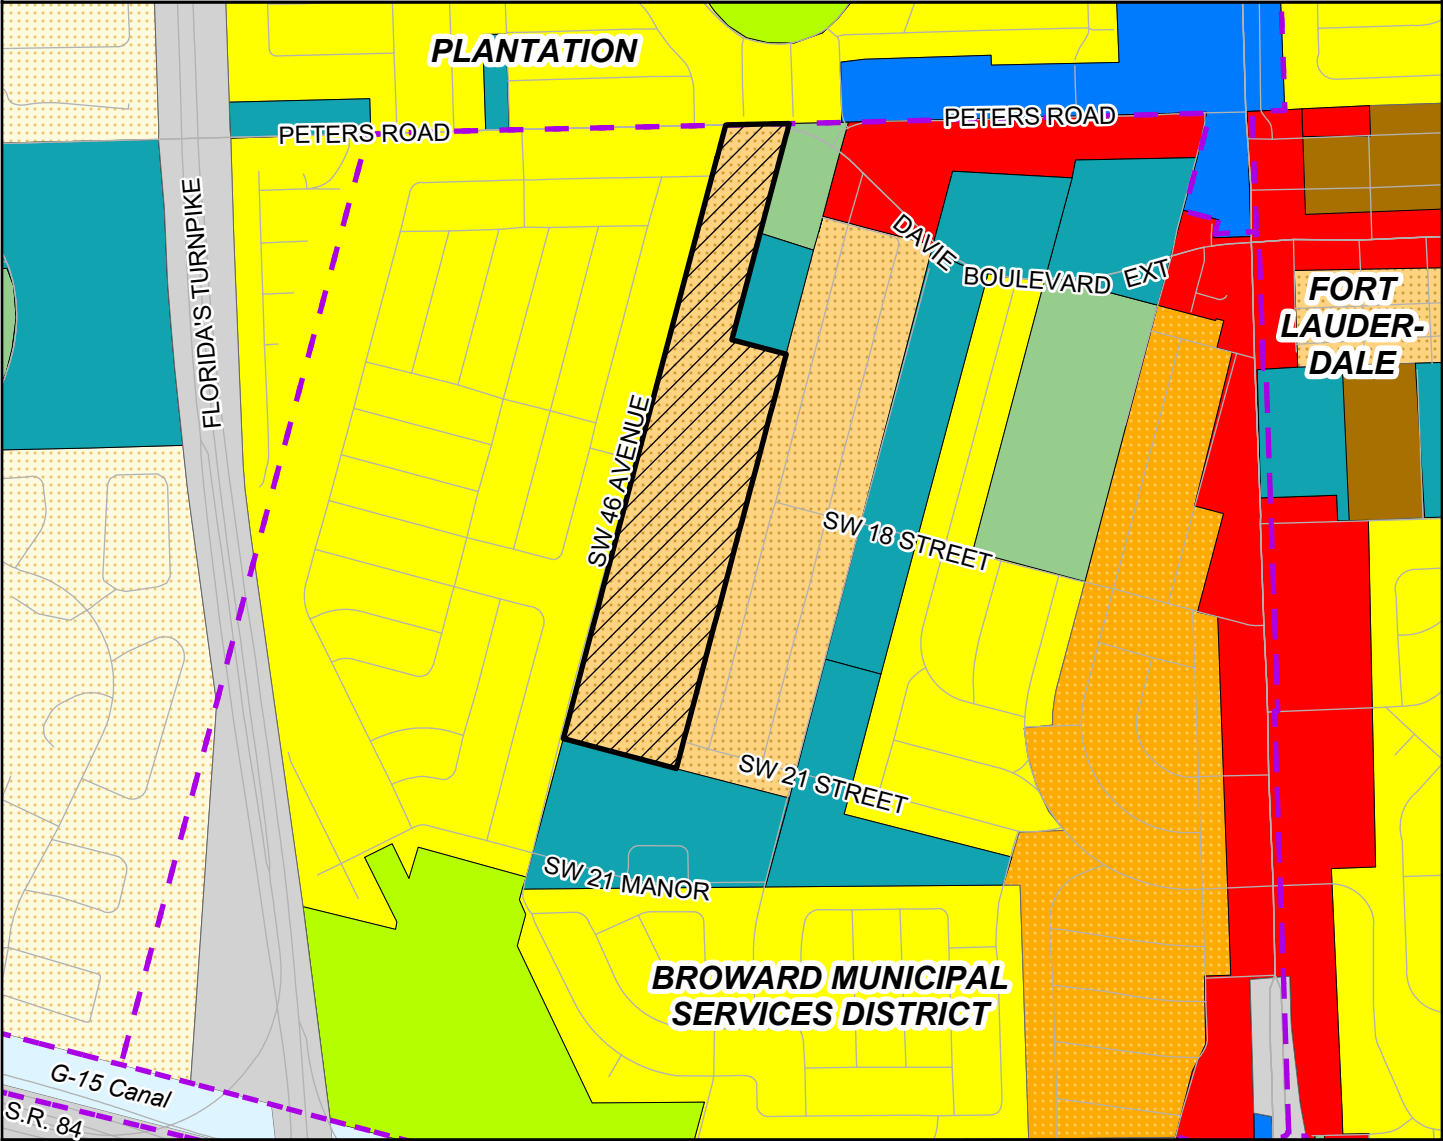 PLANTATION
PETERS ROAD
PETERS ROAD
FLORIDA'S TURNPIKE
DAVIE
BOULEVARD
EXT
FORT
LAUDER-
DALE
SW 46 AVENUE
SW 18 STREET
SW 21 STREET
SW 21 MANOR
BROWARD MUNICIPAL
SERVICES DISTRICT
G-15 Canal
S.R. 84